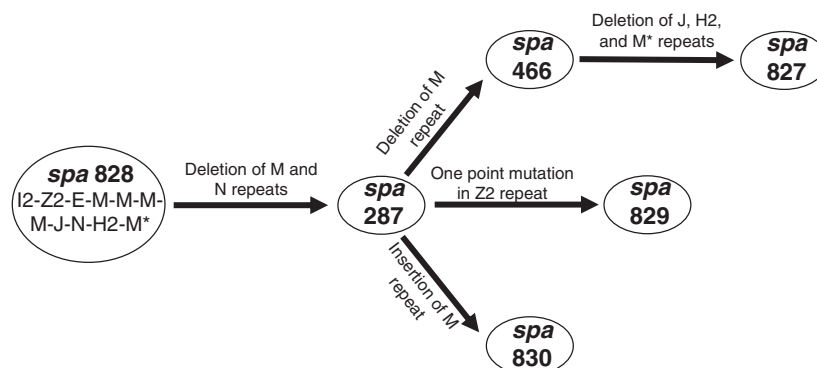 spa 828
I2-Z2-E-M-M-M-
M-J-N-H2-M*
Deletion of M and
N repeats
spa
287
Deletion of M
repeat
spa
466
Deletion of J, H2,
and M* repeats
spa
827
One point mutation
in Z2 repeat
spa
829
Insertion of M
repeat
spa
830